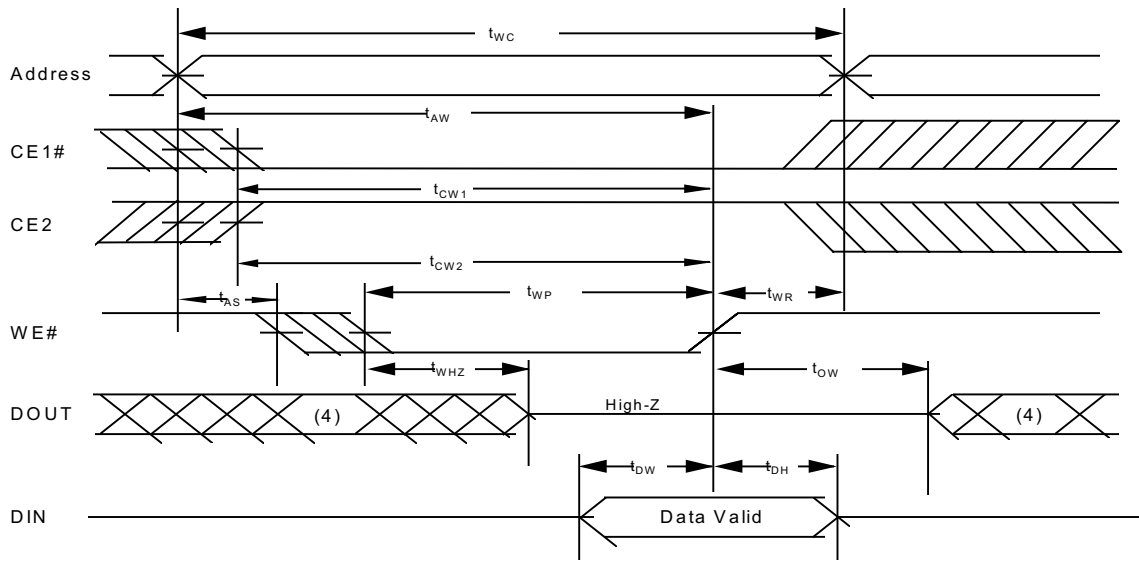 tWC
Address
tAW
CE1#
tCW1
CE2
tCW2
tAS
tWP
tWR
WE#
tWHZ
tOW
DOUT
(4)
High-Z
(4)
tDW
tDH
DIN
Data Valid